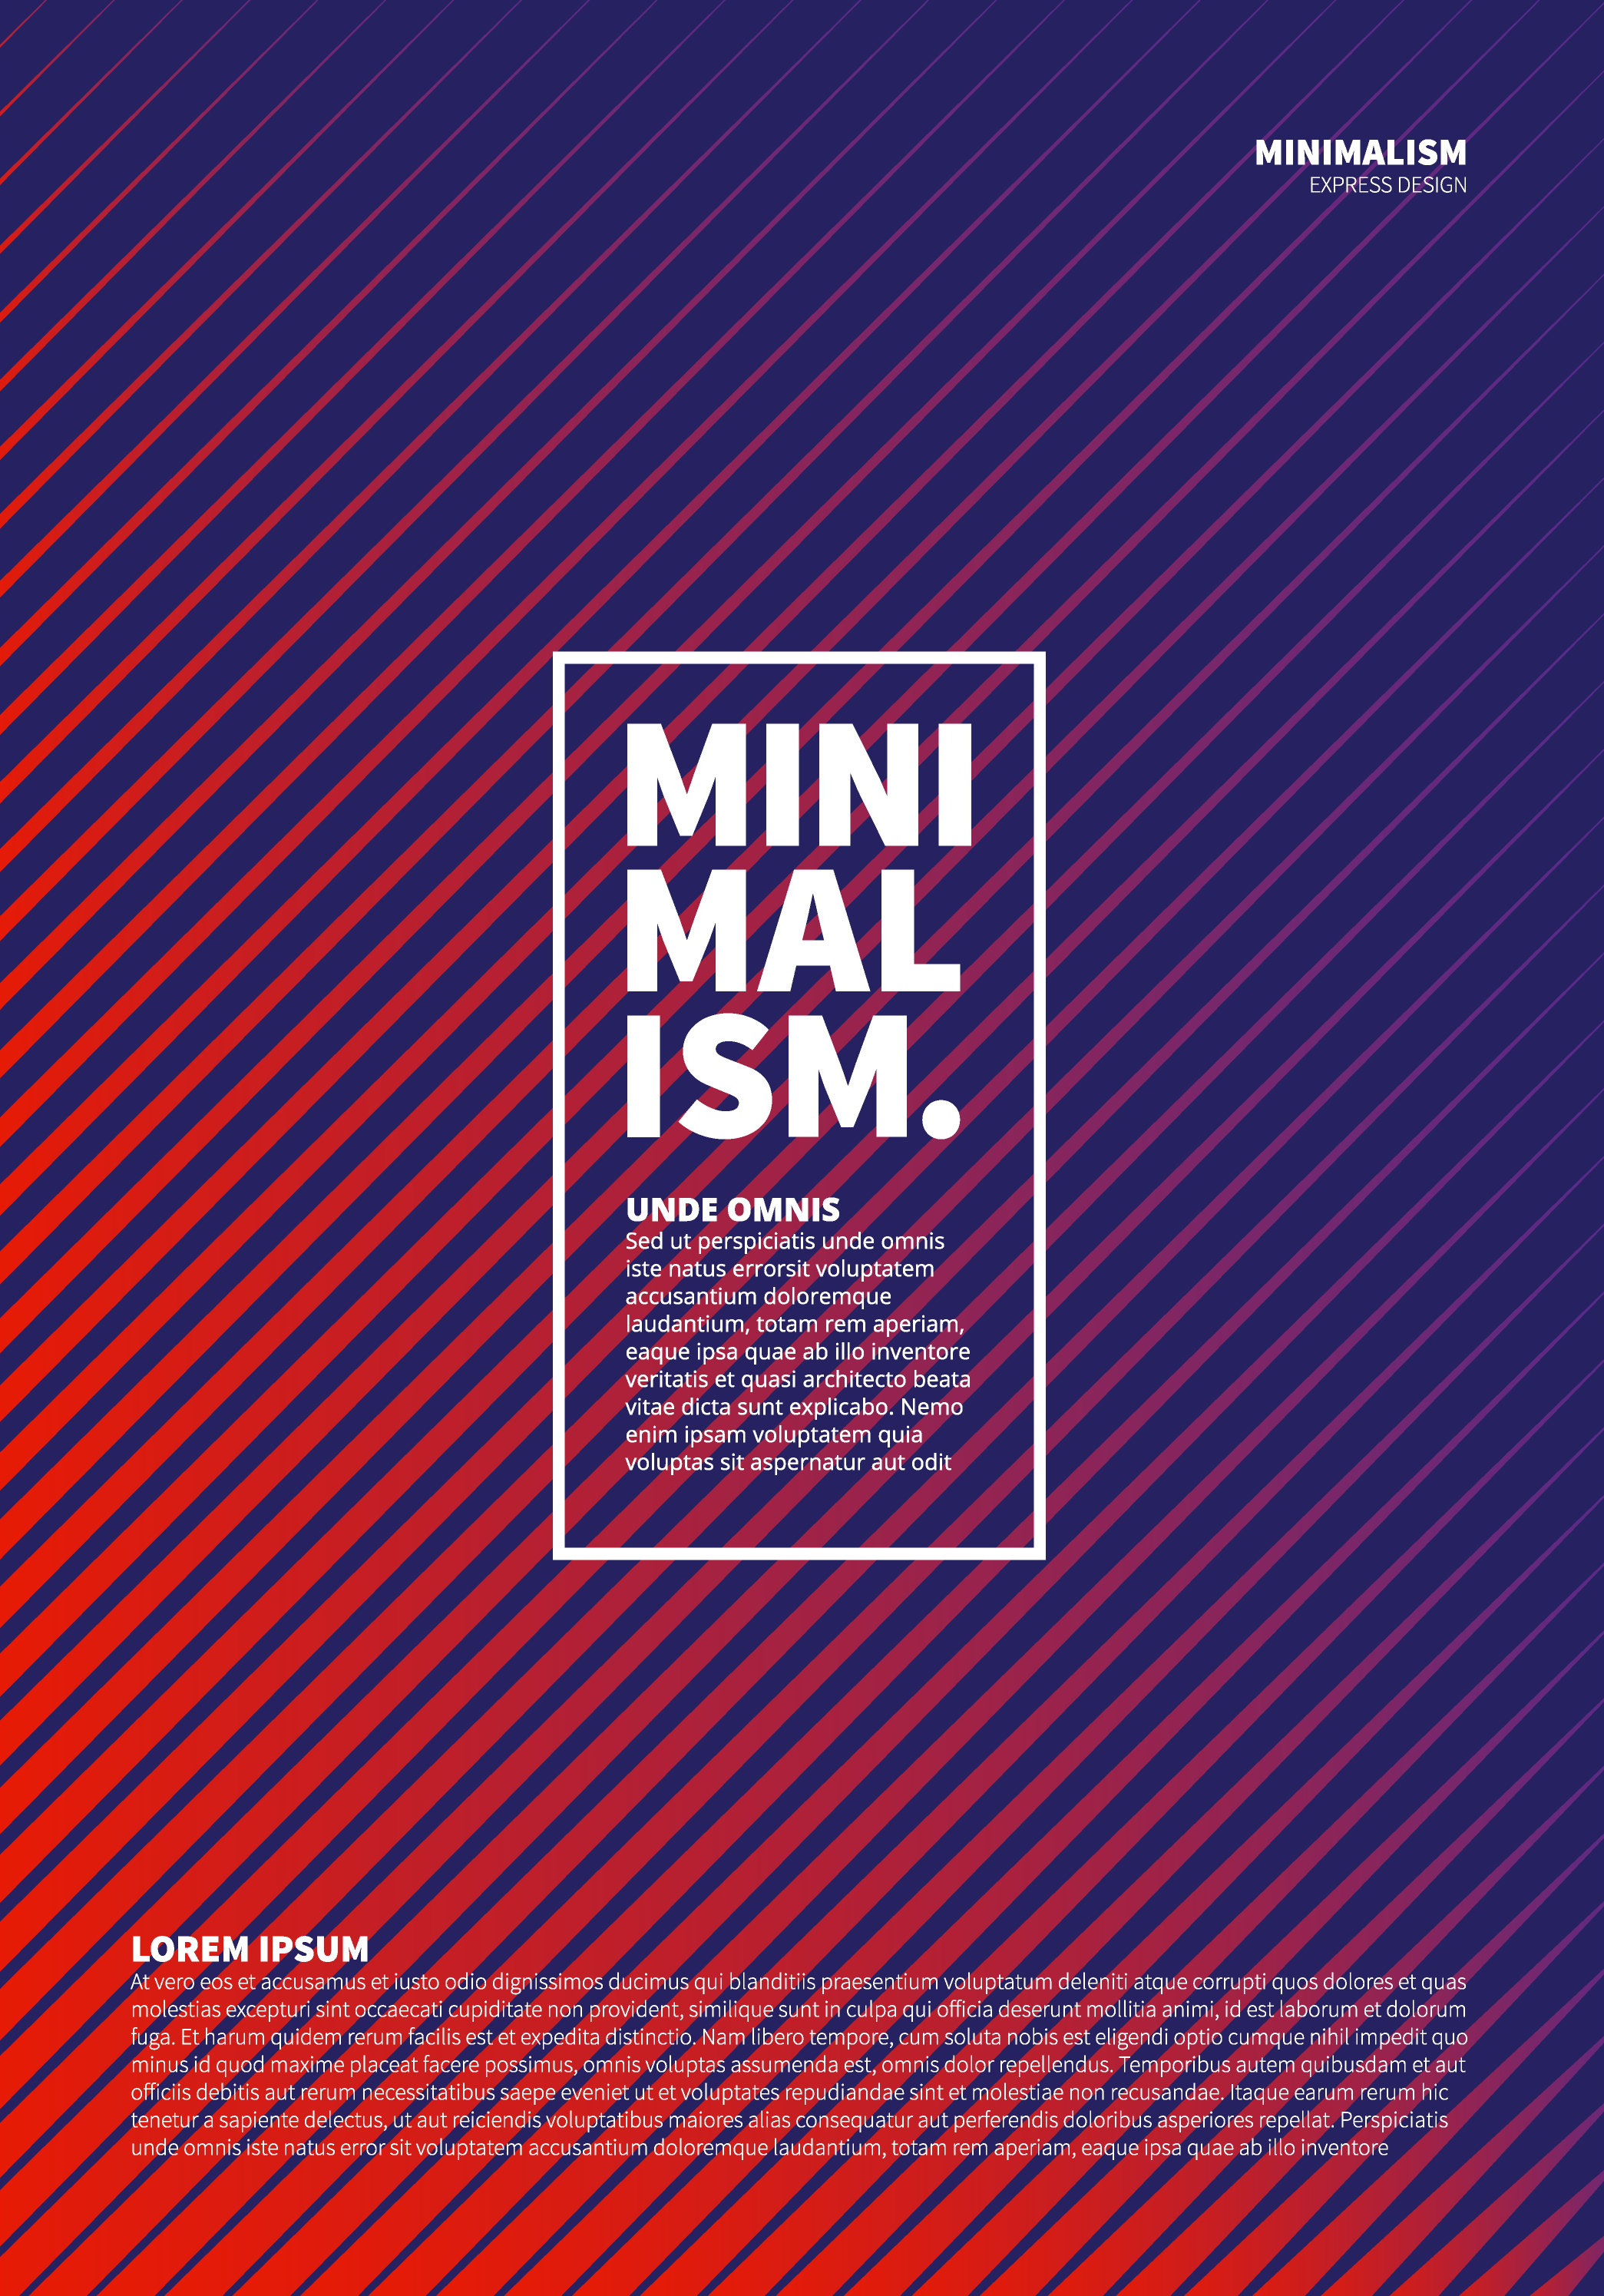 MINIMALISM
EXPRESS DESIGN
MINI
MAL
ISM.
UNDE OMNIS
Sed ut perspiciatis unde omnis
iste natus errorsit voluptatem
accusantium doloremque
laudantium, totam rem aperiam,
eaque ipsa quae ab illo inventore
veritatis et quasi architecto beata
vitae dicta sunt explicabo. Nemo
enim ipsam voluptatem quia
voluptas sit aspernatur aut odit
LOREM IPSUM
At vero eos et accusamus et iusto odio dignissimos ducimus qui blanditiis praesentium voluptatum deleniti atque corrupti quos dolores et quas
molestias excepturi sint occaecati cupiditate non provident, similique sunt in culpa qui officia deserunt mollitia animi, id est laborum et dolorum
fuga. Et harum quidem rerum facilis est et expedita distinctio. Nam libero tempore, cum soluta nobis est eligendi optio cumque nihil impedit quo
minus id quod maxime placeat facere possimus, omnis voluptas assumenda est, omnis dolor repellendus. Temporibus autem quibusdam et aut
officiis debitis aut rerum necessitatibus saepe eveniet ut et voluptates repudiandae sint et molestiae non recusandae. Itaque earum rerum hic
tenetur a sapiente delectus, ut aut reiciendis voluptatibus maiores alias consequatur aut perferendis doloribus asperiores repellat. Perspiciatis
unde omnis iste natus error sit voluptatem accusantium doloremque laudantium, totam rem aperiam, eaque ipsa quae ab illo inventore